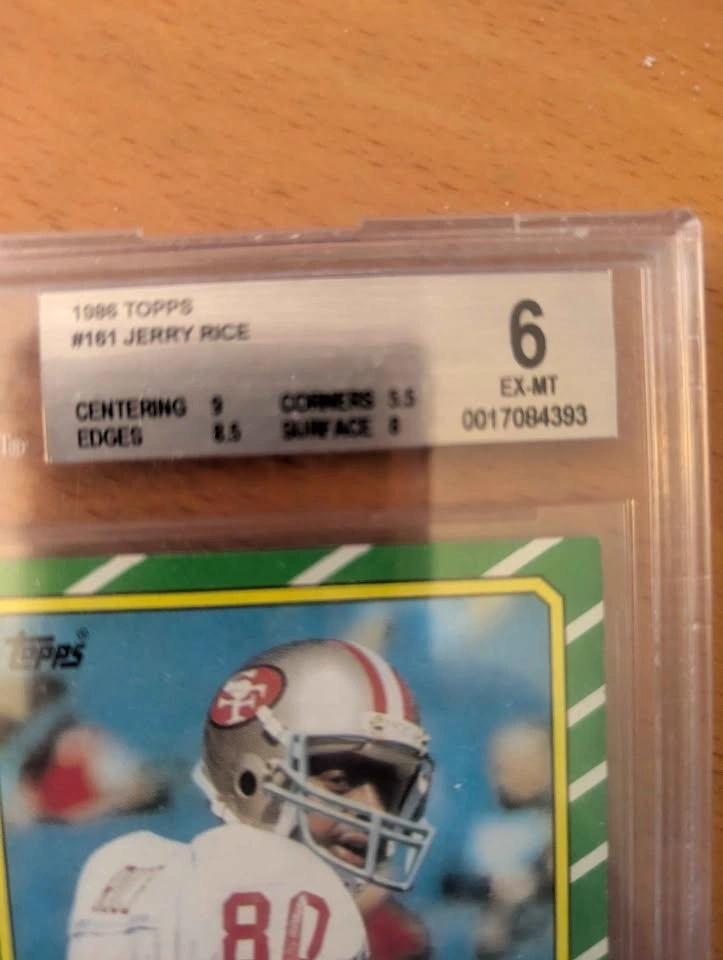 1986 TOPPS
#161 JERRY RICE
CENTERING 9
CORNERS 5.5
EDGES 8.5
SURFACE 8
6
EX-MT
0017084393
TOPPS®
80